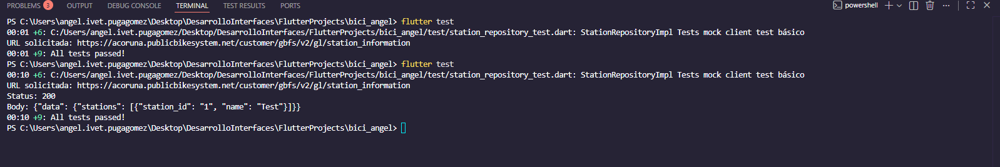 PROBLEMS 3 OUTPUT DEBUG CONSOLE TERMINAL TEST RESULTS PORTS powershell
PS C:\Users\angel.ivet.pugagomez\Desktop\DesarrolloInterfaces\FlutterProjects\bici_angel> flutter test
00:01 +6: C:/Users/angel.ivet.pugagomez/Desktop/DesarrolloInterfaces/FlutterProjects/bici_angel/test/station_repository_test.dart: StationRepositoryImpl Tests mock client test básico
URL solicitada: https://acoruna.publicbikesystem.net/customer/gbfs/v2/gl/station_information
00:01 +9: All tests passed!
PS C:\Users\angel.ivet.pugagomez\Desktop\DesarrolloInterfaces\FlutterProjects\bici_angel> flutter test
00:10 +6: C:/Users/angel.ivet.pugagomez/Desktop/DesarrolloInterfaces/FlutterProjects/bici_angel/test/station_repository_test.dart: StationRepositoryImpl Tests mock client test básico
URL solicitada: https://acoruna.publicbikesystem.net/customer/gbfs/v2/gl/station_information
Status: 200
Body: {"data": {"stations": [{"station_id": "1", "name": "Test"}]}}
00:10 +9: All tests passed!
PS C:\Users\angel.ivet.pugagomez\Desktop\DesarrolloInterfaces\FlutterProjects\bici_angel>